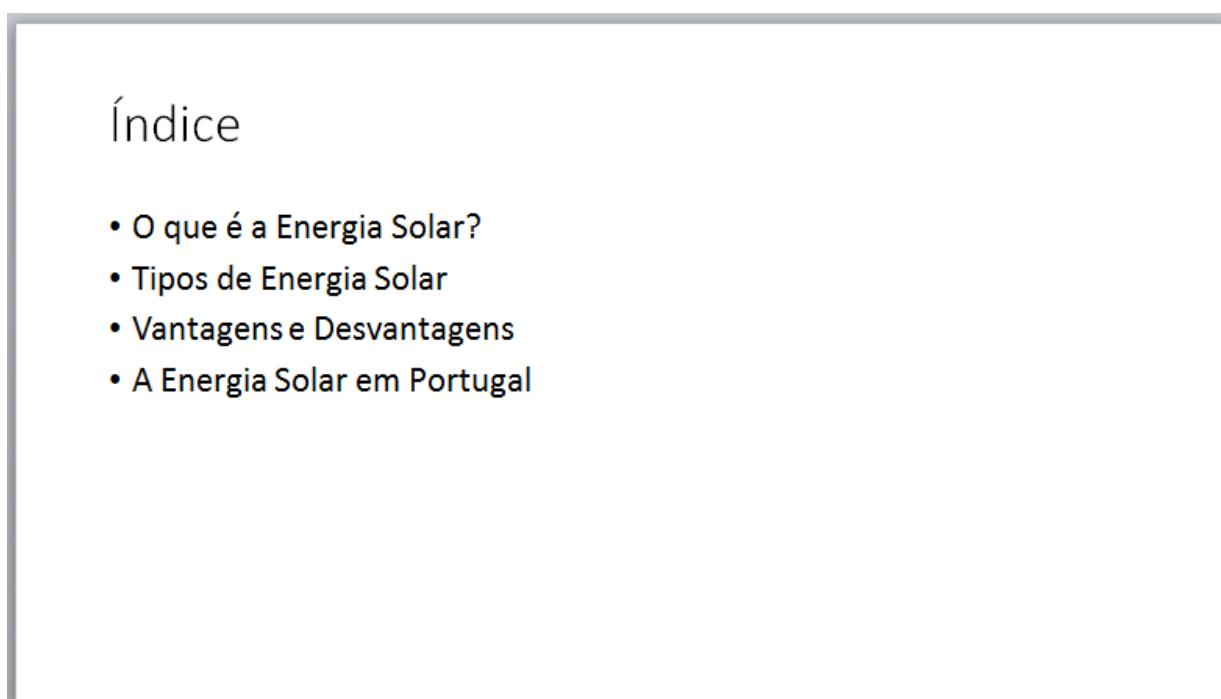 Índice
• O que é a Energia Solar?
• Tipos de Energia Solar
• Vantagens e Desvantagens
• A Energia Solar em Portugal